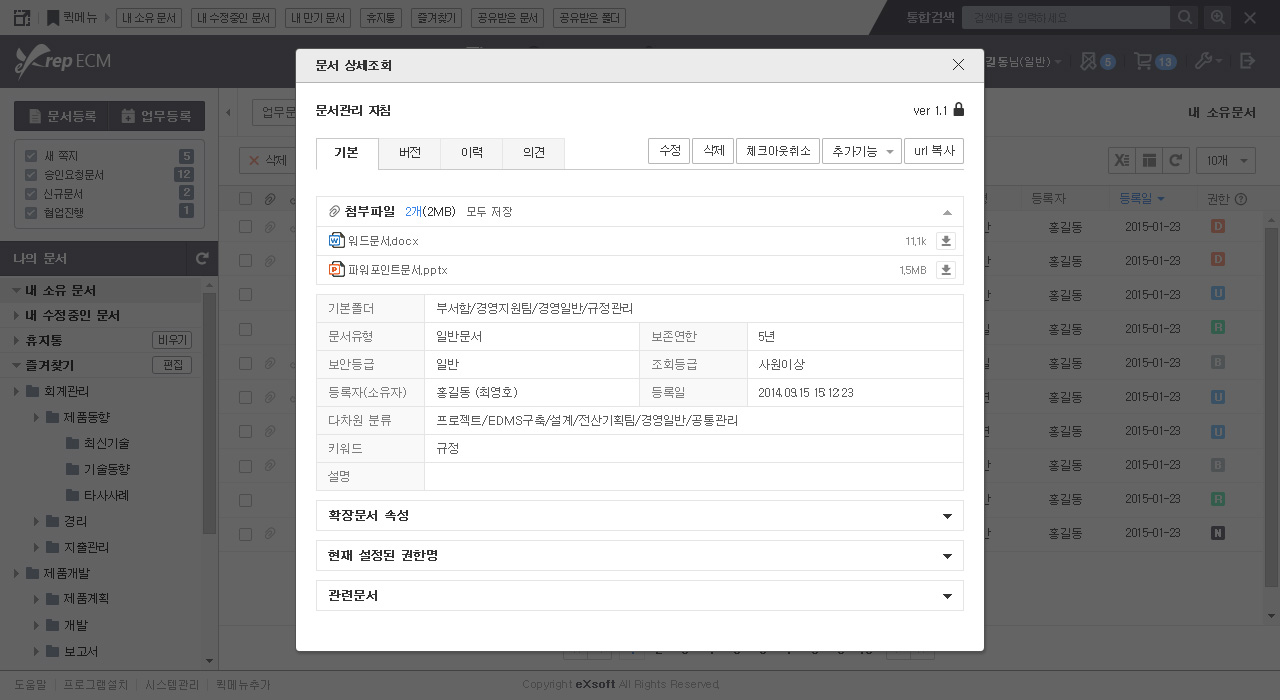 퀵메뉴 내 소유 문서 내 수정중인 문서 내 만기 문서 휴지통 즐겨찾기 공유받은 문서 공유받은 폴더 통합검색 검색어를 입력하세요
Xrep ECM
길동님(일반) 5 13
문서등록 업무등록
새 쪽지 5
승인요청문서 12
신규문서 2
협업진행 1
나의 문서
내 소유 문서
내 수정중인 문서
휴지통 비우기
즐겨찾기 편집
회계관리
제품동향
최신기술
기술동향
타사사례
경리
지출관리
제품개발
제품계획
개발
보고서
업무문
내 소유문서
삭제
10개
등록자 등록일 권한
홍길동 2015-01-23 D
홍길동 2015-01-23 D
홍길동 2015-01-23 U
홍길동 2015-01-23 R
홍길동 2015-01-23 B
홍길동 2015-01-23 U
홍길동 2015-01-23 U
홍길동 2015-01-23 B
홍길동 2015-01-23 R
홍길동 2015-01-23 N
문서 상세조회
문서관리 지침 ver 1.1
기본 버전 이력 의견 수정 삭제 체크아웃취소 추가기능 url 복사
첨부파일 2개(2MB) 모두 저장
워드문서.docx 11,1k
파워포인트문서.pptx 1,5MB
기본폴더 부서함/경영지원팀/경영일반/규정관리
문서유형 일반문서 보존연한 5년
보안등급 일반 조회등급 사원이상
등록자(소유자) 홍길동 (최영호) 등록일 2014.09.15 15:12:23
다차원 분류 프로젝트/EDMS구축/설계/전산기획팀/경영일반/공통관리
키워드 규정
설명
확장문서 속성
현재 설정된 권한명
관련문서
도움말 프로그램설치 시스템관리 퀵메뉴추가
Copyright eXsoft All Rights Reserved.